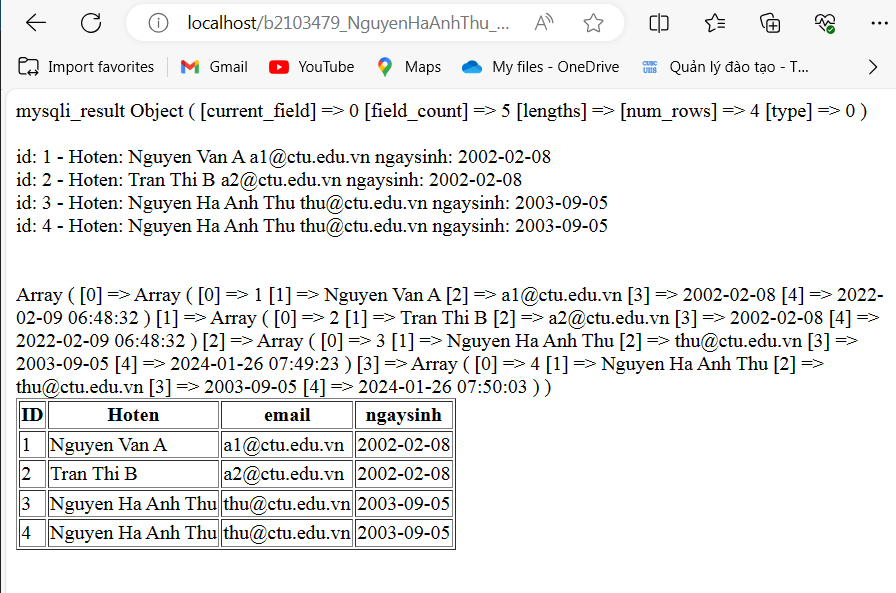 localhost/b2103479_NguyenHaAnhThu_...
Import favorites
Gmail
YouTube
Maps
My files - OneDrive
Quản lý đào tạo - T...
mysqli_result Object ( [current_field] => 0 [field_count] => 5 [lengths] => [num_rows] => 4 [type] => 0 )
id: 1 - Hoten: Nguyen Van A a1@ctu.edu.vn ngaysinh: 2002-02-08
id: 2 - Hoten: Tran Thi B a2@ctu.edu.vn ngaysinh: 2002-02-08
id: 3 - Hoten: Nguyen Ha Anh Thu thu@ctu.edu.vn ngaysinh: 2003-09-05
id: 4 - Hoten: Nguyen Ha Anh Thu thu@ctu.edu.vn ngaysinh: 2003-09-05
Array ( [0] => Array ( [0] => 1 [1] => Nguyen Van A [2] => a1@ctu.edu.vn [3] => 2002-02-08 [4] => 2022-
02-09 06:48:32 ) [1] => Array ( [0] => 2 [1] => Tran Thi B [2] => a2@ctu.edu.vn [3] => 2002-02-08 [4] =>
2022-02-09 06:48:32 ) [2] => Array ( [0] => 3 [1] => Nguyen Ha Anh Thu [2] => thu@ctu.edu.vn [3] =>
2003-09-05 [4] => 2024-01-26 07:49:23 ) [3] => Array ( [0] => 4 [1] => Nguyen Ha Anh Thu [2] =>
thu@ctu.edu.vn [3] => 2003-09-05 [4] => 2024-01-26 07:50:03 ) )
ID Hoten email ngaysinh
1 Nguyen Van A a1@ctu.edu.vn 2002-02-08
2 Tran Thi B a2@ctu.edu.vn 2002-02-08
3 Nguyen Ha Anh Thu thu@ctu.edu.vn 2003-09-05
4 Nguyen Ha Anh Thu thu@ctu.edu.vn 2003-09-05